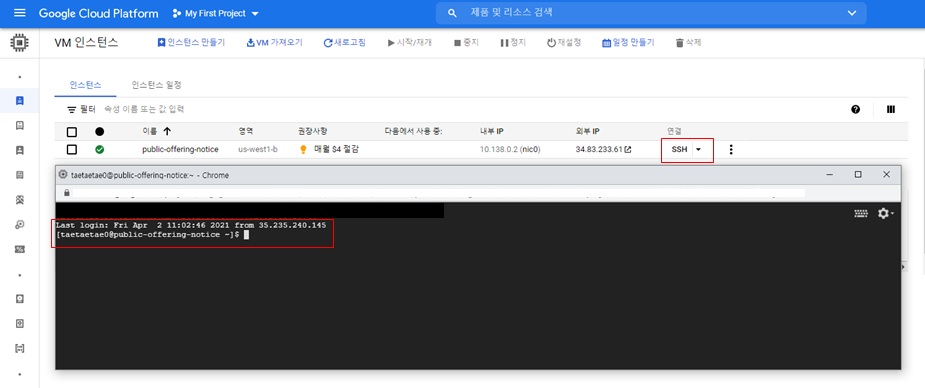 Google Cloud Platform My First Project 제품 및 리소스 검색
VM 인스턴스 인스턴스 만들기 VM 가져오기 새로고침 시작/재개 중지 정지 재설정 일정 만들기 삭제
인스턴스 인스턴스 일정
필터 속성 이름 또는 값 입력
이름 영역 권장사항 다음에서 사용 중: 내부 IP 외부 IP 연결
public-offering-notice us-west1-b 매월 $4 절감 10.138.0.2 (nic0) 34.83.233.61 SSH
taetaetae0@public-offering-notice:~ - Chrome
Last login: Fri Apr  2 11:02:46 2021 from 35.235.240.145
[taetaetae0@public-offering-notice ~]$